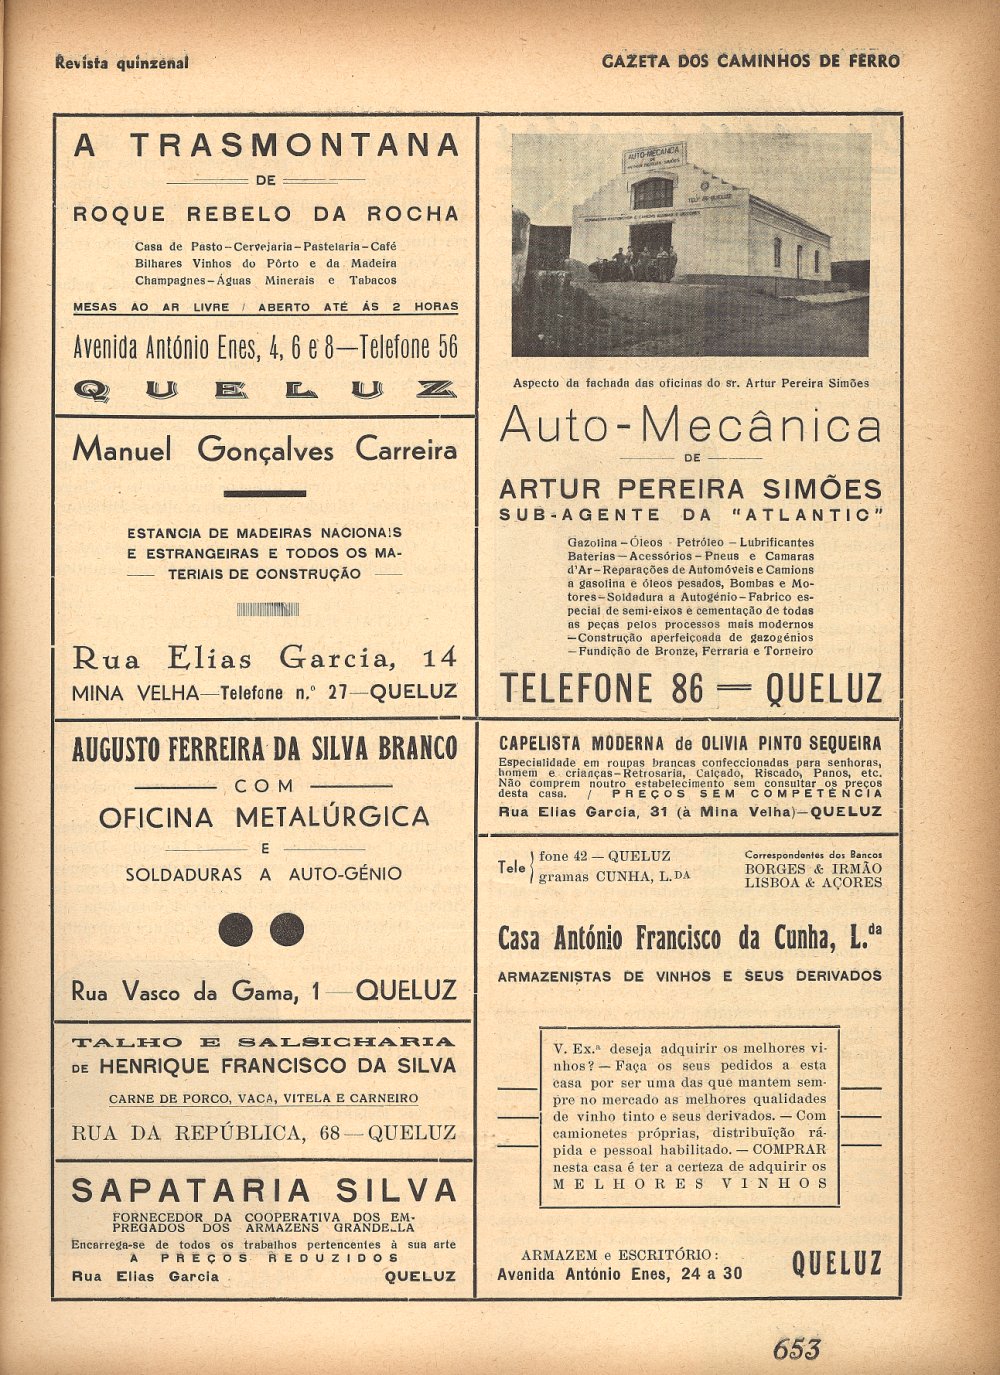 Revista quinzenal
GAZETA DOS CAMINHOS DE FERRO
A TRASMONTANA
DE
ROQUE REBELO DA ROCHA
Casa de Pasto-Cervejaria-Pastelaria-Café
Bilhares Vinhos do Pôrto e da Madeira
Champagnes-Águas Minerais e Tabacos
MESAS AO AR LIVRE / ABERTO ATÉ ÁS 2 HORAS
Avenida António Enes, 4, 6 e 8—Telefone 56
QUELUZ
Manuel Gonçalves Carreira
ESTANCIA DE MADEIRAS NACIONAIS
E ESTRANGEIRAS E TODOS OS MA-
TERIAIS DE CONSTRUÇÃO
Rua Elias Garcia, 14
MINA VELHA—Telefone n.º 27—QUELUZ
AUGUSTO FERREIRA DA SILVA BRANCO
COM
OFICINA METALÚRGICA
E
SOLDADURAS A AUTO-GÉNIO
Rua Vasco da Gama, 1—QUELUZ
TALHO E SALSICHARIA
DE HENRIQUE FRANCISCO DA SILVA
CARNE DE PORCO, VACA, VITELA E CARNEIRO
RUA DA REPÚBLICA, 68—QUELUZ
SAPATARIA SILVA
FORNECEDOR DA COOPERATIVA DOS EM-
PREGADOS DOS ARMAZENS GRANDELLA
Encarrega-se de todos os trabalhos pertencentes à sua arte
A PREÇOS REDUZIDOS
Rua Elias Garcia QUELUZ
AUTO-MECANICA
Aspecto da fachada das oficinas do sr. Artur Pereira Simões
Auto-Mecânica
DE
ARTUR PEREIRA SIMÕES
SUB-AGENTE DA "ATLANTIC"
Gazolina-Óleos - Petróleo-Lubrificantes
Baterias-Acessórios-Pneus e Camaras
d'Ar-Reparações de Automóveis e Camions
a gasolina e óleos pesados, Bombas e Mo-
tores-Soldadura a Autogénio-Fabrico es-
pecial de semi-eixos e cementação de todas
as peças pelos processos mais modernos
-Construção aperfeiçoada de gazogénios
-Fundição de Bronze, Ferraria e Torneiro
TELEFONE 86 — QUELUZ
CAPELISTA MODERNA de OLIVIA PINTO SEQUEIRA
Especialidade em roupas brancas confeccionadas para senhoras,
homem e crianças-Retrosaria, Calçado, Riscado, Panos, etc.
Não comprem noutro estabelecimento sem consultar os preços
desta casa. / PREÇOS SEM COMPETÊNCIA
Rua Elias Garcia, 31 (à Mina Velha)—QUELUZ
Tele } fone 42 — QUELUZ
gramas CUNHA, L.DA
Correspondentes dos Bancos
BORGES & IRMÃO
LISBOA & AÇORES
Casa António Francisco da Cunha, L.da
ARMAZENISTAS DE VINHOS E SEUS DERIVADOS
V. Ex.ª deseja adquirir os melhores vi-
nhos? — Faça os seus pedidos a esta
casa por ser uma das que mantem sem-
pre no mercado as melhores qualidades
de vinho tinto e seus derivados. — Com
camionetes próprias, distribuïção rá-
pida e pessoal habilitado. — COMPRAR
nesta casa é ter a certeza de adquirir os
MELHORES VINHOS
ARMAZEM e ESCRITÓRIO:
Avenida António Enes, 24 a 30
QUELUZ
653